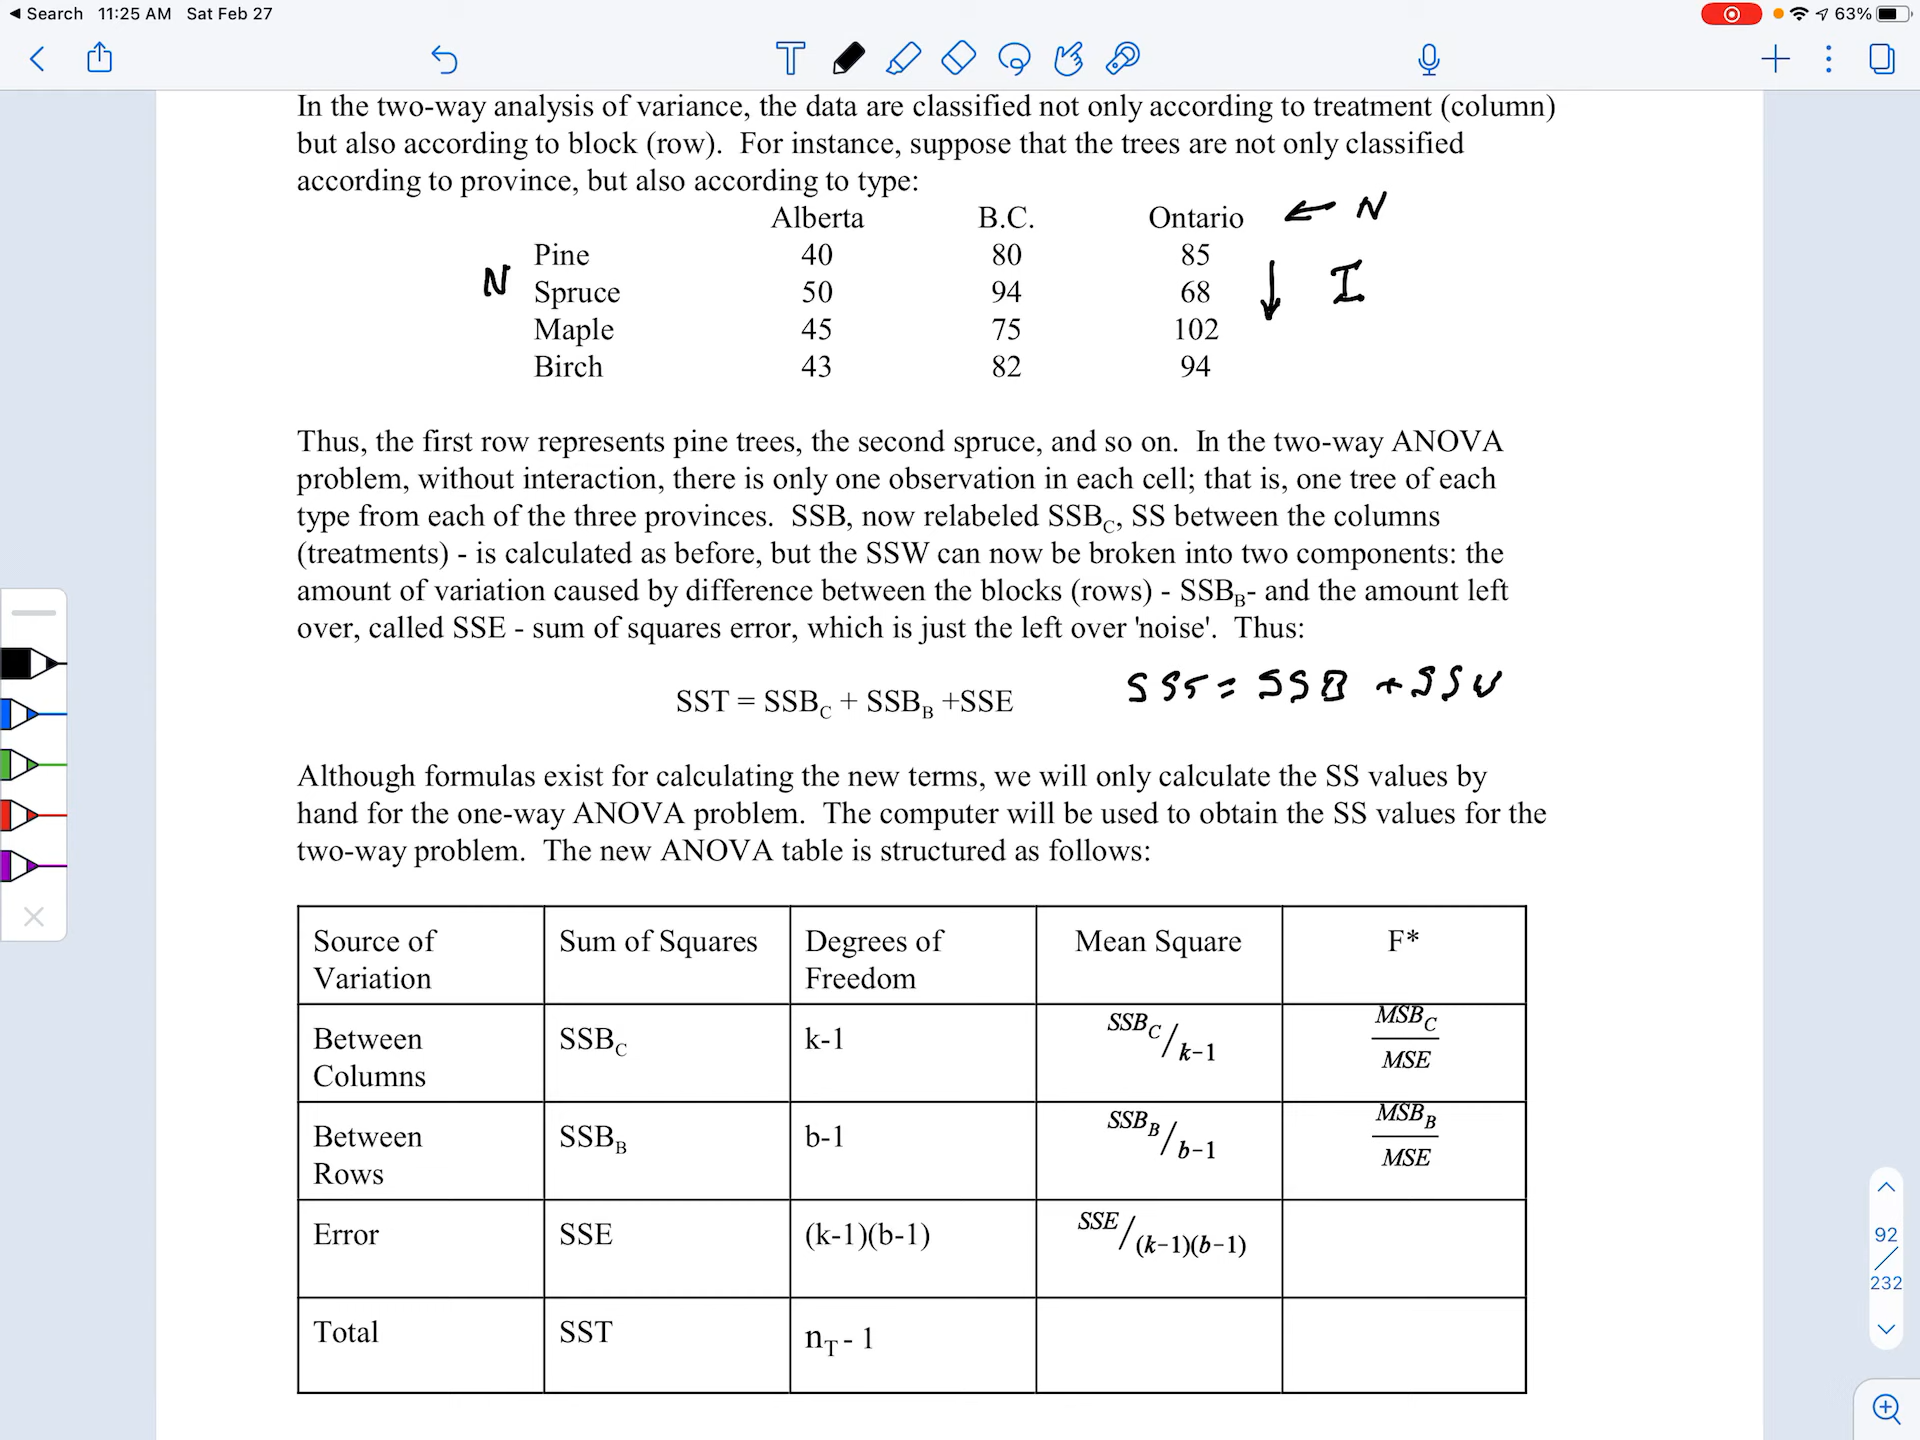 Search 11:25 AM Sat Feb 27 63%
T
In the two-way analysis of variance, the data are classified not only according to treatment (column)
but also according to block (row). For instance, suppose that the trees are not only classified
according to province, but also according to type:
Alberta B.C. Ontario ← N
Pine 40 80 85
N Spruce 50 94 68 ↓ I
Maple 45 75 102
Birch 43 82 94
Thus, the first row represents pine trees, the second spruce, and so on. In the two-way ANOVA
problem, without interaction, there is only one observation in each cell; that is, one tree of each
type from each of the three provinces. SSB, now relabeled SSB_C, SS between the columns
(treatments) - is calculated as before, but the SSW can now be broken into two components: the
amount of variation caused by difference between the blocks (rows) - SSB_B- and the amount left
over, called SSE - sum of squares error, which is just the left over 'noise'. Thus:
SST = SSB_C + SSB_B +SSE SST = SSB + SSW
Although formulas exist for calculating the new terms, we will only calculate the SS values by
hand for the one-way ANOVA problem. The computer will be used to obtain the SS values for the
two-way problem. The new ANOVA table is structured as follows:
Source of Variation Sum of Squares Degrees of Freedom Mean Square F*
Between Columns SSB_C k-1 SSB_C/k-1 MSB_C/MSE
Between Rows SSB_B b-1 SSB_B/b-1 MSB_B/MSE
Error SSE (k-1)(b-1) SSE/(k-1)(b-1)
Total SST n_T- 1
92
/
232